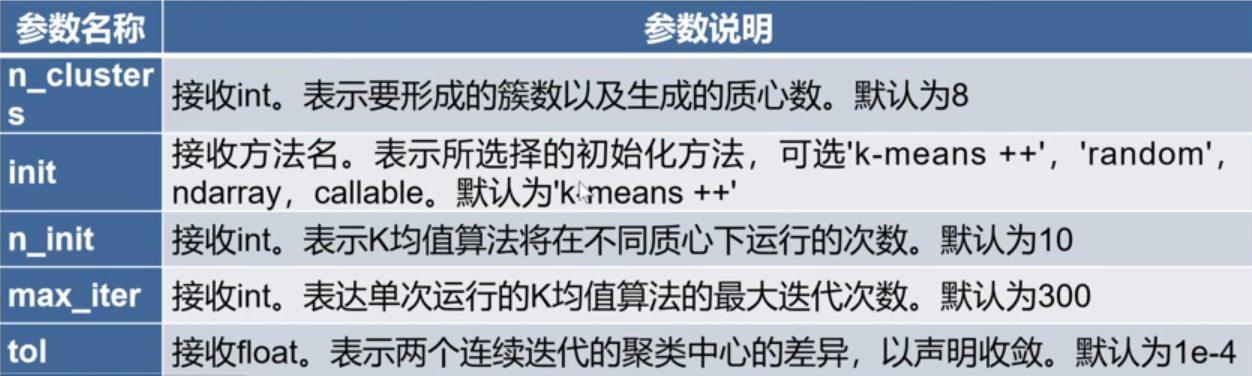 参数名称 参数说明
n_cluster
s
接收int。表示要形成的簇数以及生成的质心数。默认为8
init
接收方法名。表示所选择的初始化方法，可选'k-means ++'，'random'，
ndarray，callable。默认为'k-means ++'
n_init
接收int。表示K均值算法将在不同质心下运行的次数。默认为10
max_iter
接收int。表达单次运行的K均值算法的最大迭代次数。默认为300
tol
接收float。表示两个连续迭代的聚类中心的差异，以声明收敛。默认为1e-4